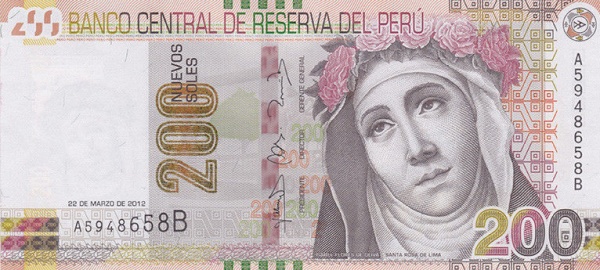 200 BANCO CENTRAL DE RESERVA DEL PERÚ
200
NUEVOS
SOLES
GERENTE GENERAL
DIRECTOR
PRESIDENTE
22 DE MARZO DE 2012
A5948658B
A5948658B
SANTA ROSA DE LIMA
200